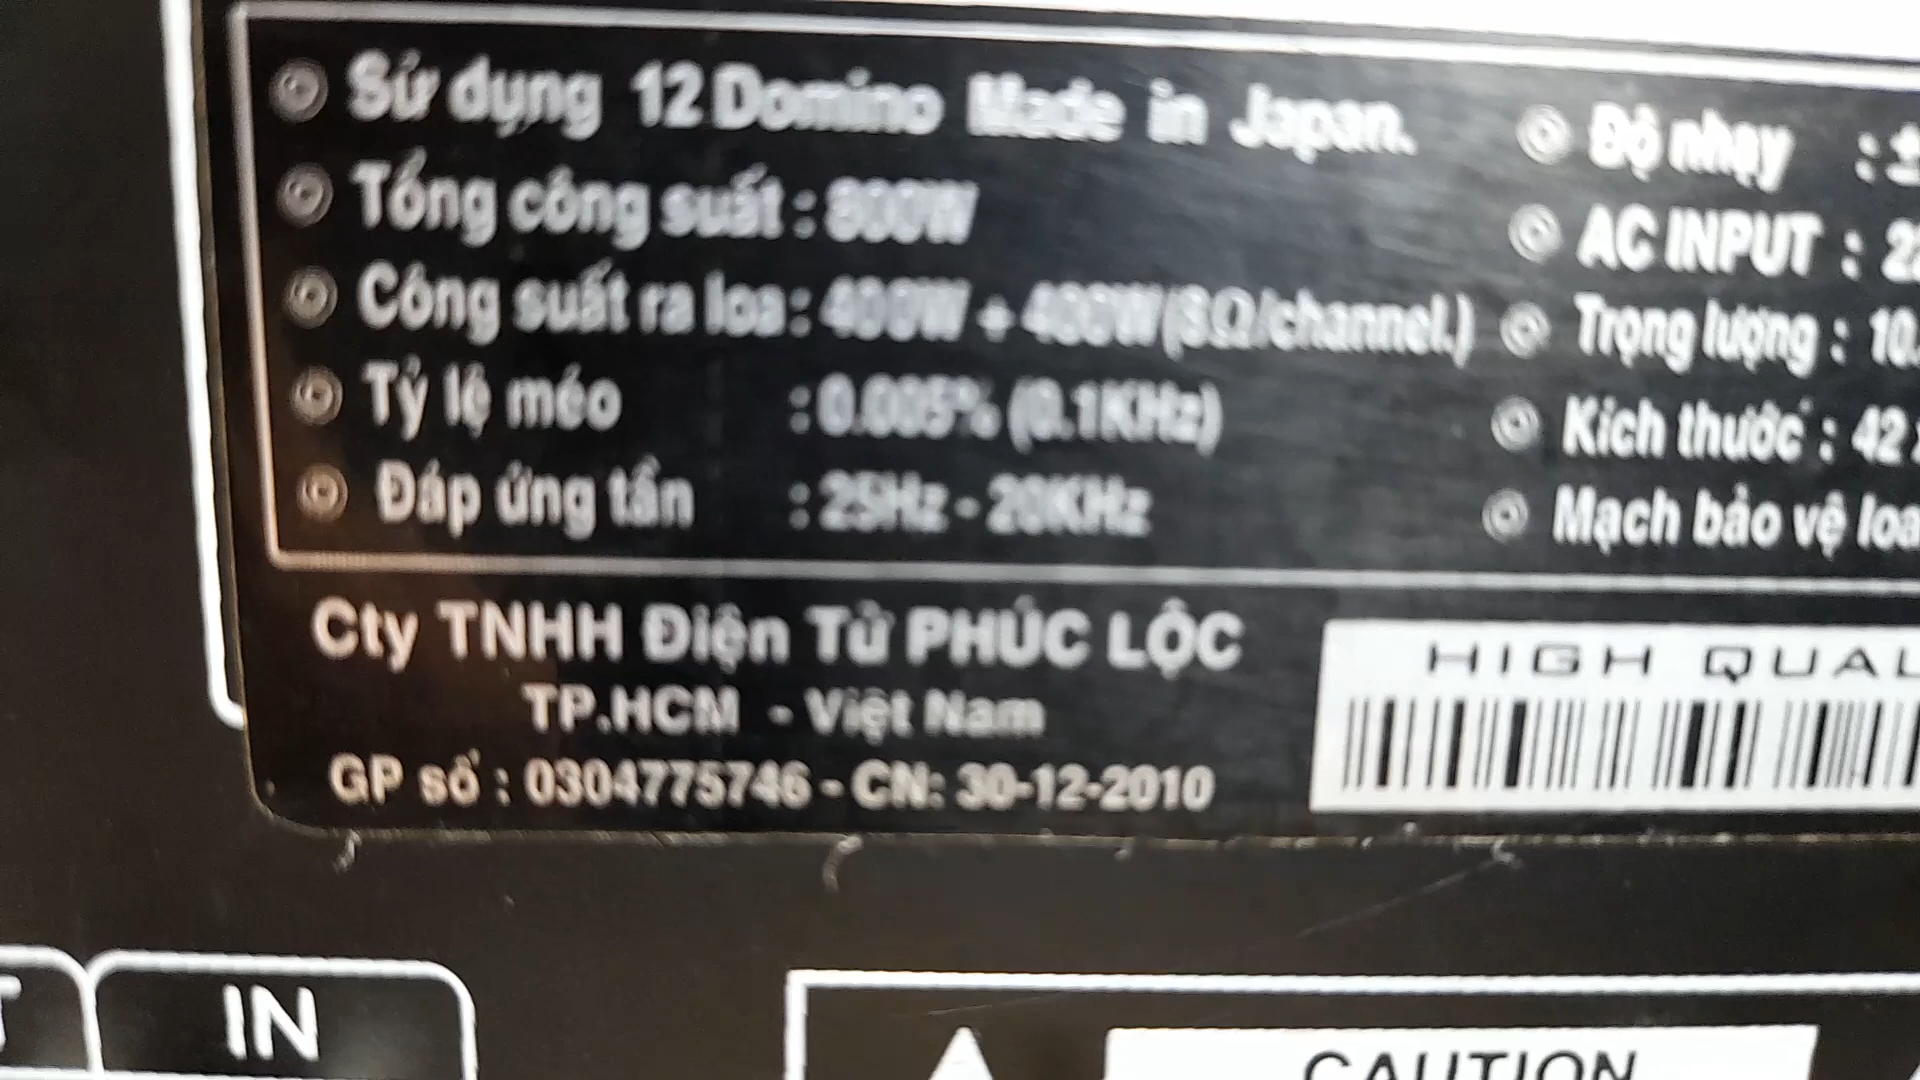 Sử dụng 12 Domino Made in Japan.
Tổng công suất : 800W
Công suất ra loa : 400W + 400W (8Ω/channel.)
Tỷ lệ méo : 0.005% (0.1KHz)
Đáp ứng tần : 25Hz - 20KHz
Độ nhạy : ±
AC INPUT : 22
Trọng lượng : 10.
Kích thước : 42 x
Mạch bảo vệ loa
Cty TNHH Điện Tử PHÚC LỘC
TP.HCM - Việt Nam
GP số : 0304775746 - CN: 30-12-2010
HIGH QUAL
IN
CAUTION